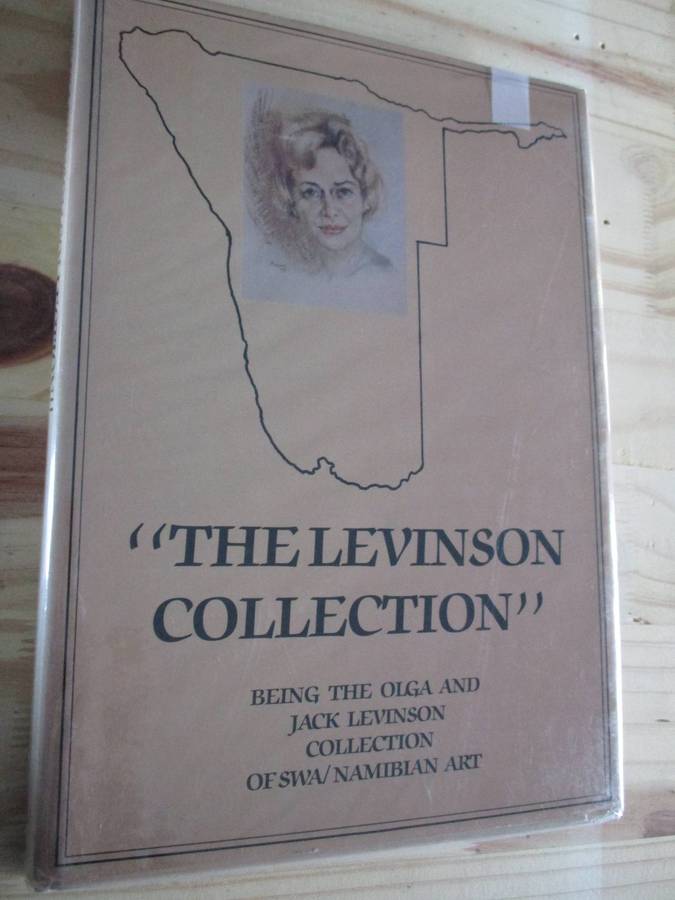 ‘‘THE LEVINSON
COLLECTION’’
BEING THE OLGA AND
JACK LEVINSON
COLLECTION
OF SWA/NAMIBIAN ART